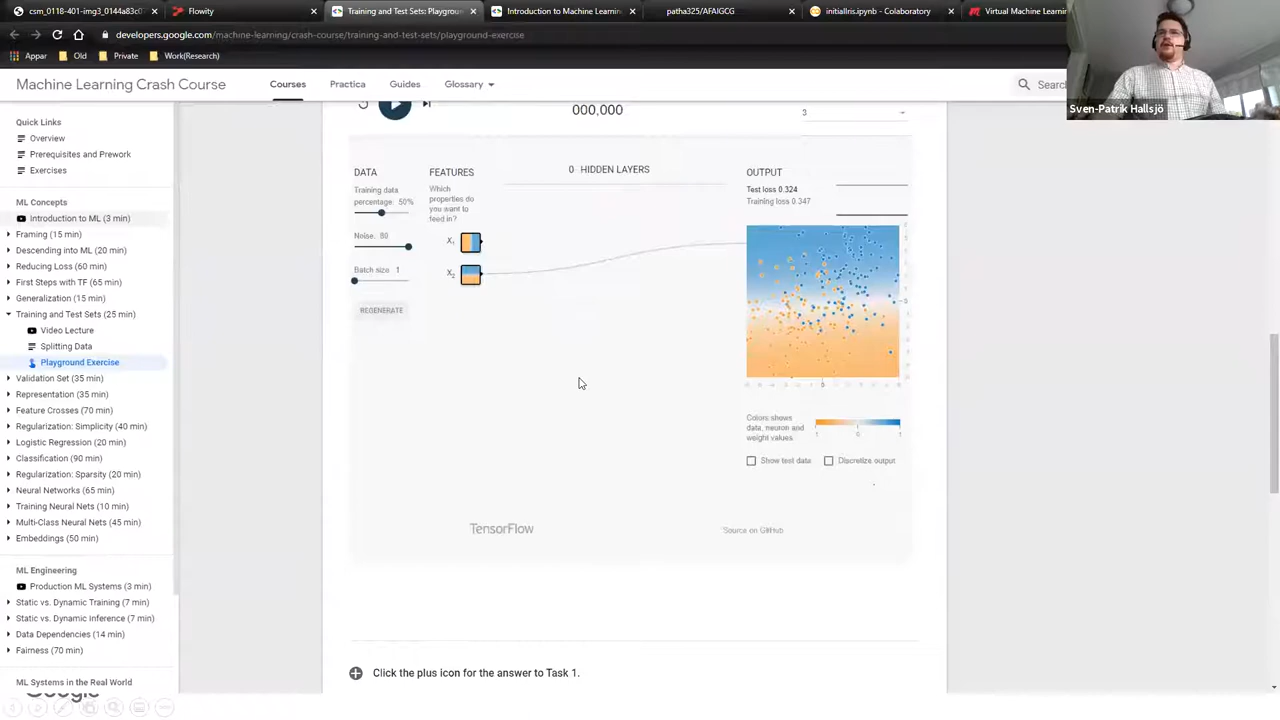 csm_0118-401-img3_0144a83c0
Flowity
Training and Test Sets: Playgroun
Introduction to Machine Learning
patha325/AFAIGCG
initialIris.ipynb - Colaboratory
Virtual Machine Learnin
developers.google.com/machine-learning/crash-course/training-and-test-sets/playground-exercise
Appar
Old
Private
Work(Research)
Machine Learning Crash Course
Courses
Practica
Guides
Glossary
Search
Sven-Patrik Hallsjö
Quick Links
Overview
Prerequisites and Prework
Exercises
ML Concepts
Introduction to ML (3 min)
Framing (15 min)
Descending into ML (20 min)
Reducing Loss (60 min)
First Steps with TF (65 min)
Generalization (15 min)
Training and Test Sets (25 min)
Video Lecture
Splitting Data
Playground Exercise
Validation Set (35 min)
Representation (35 min)
Feature Crosses (70 min)
Regularization: Simplicity (40 min)
Logistic Regression (20 min)
Classification (90 min)
Regularization: Sparsity (20 min)
Neural Networks (65 min)
Training Neural Nets (10 min)
Multi-Class Neural Nets (45 min)
Embeddings (50 min)
ML Engineering
Production ML Systems (3 min)
Static vs. Dynamic Training (7 min)
Static vs. Dynamic Inference (7 min)
Data Dependencies (14 min)
Fairness (70 min)
ML Systems in the Real World
Google
000,000
3
DATA
Training data
percentage: 50%
Noise: 80
Batch size: 1
REGENERATE
FEATURES
Which
properties do
you want to
feed in?
X1
X2
0 HIDDEN LAYERS
OUTPUT
Test loss 0.324
Training loss 0.347
Colors shows
data, neuron and
weight values.
1 0 1
Show test data
Discretize output
TensorFlow
Source on GitHub
Click the plus icon for the answer to Task 1.